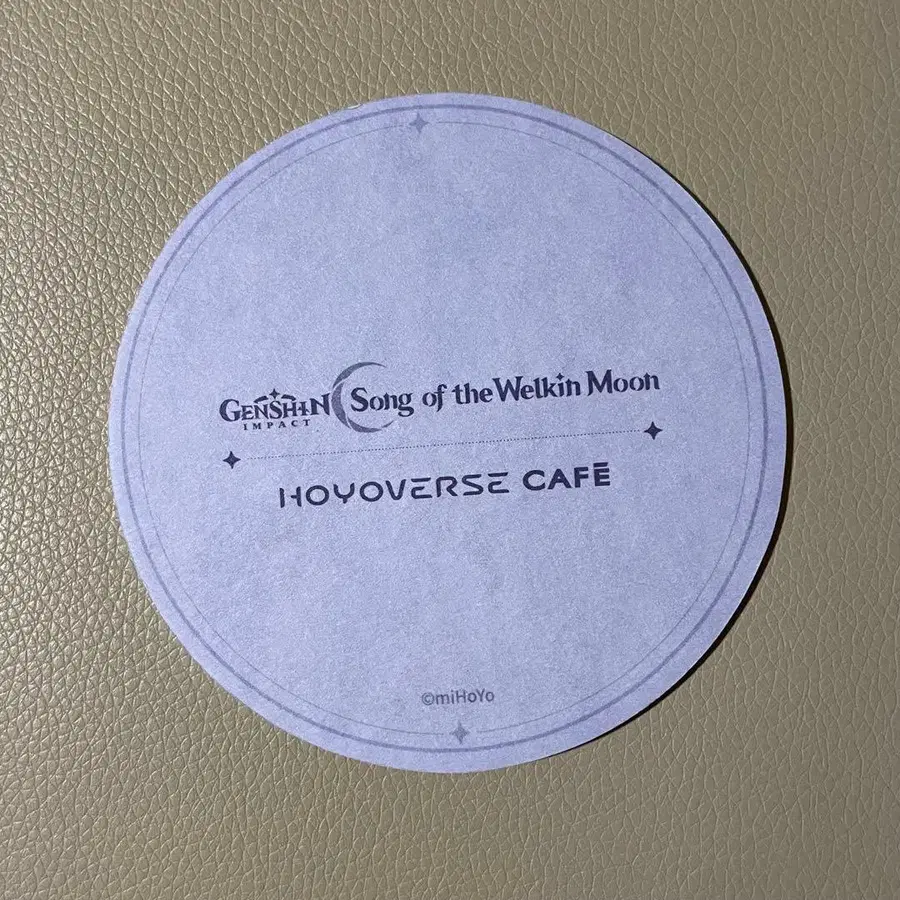 GENSHIN IMPACT Song of the Welkin Moon
HOYOVERSE CAFÉ
©miHoYo